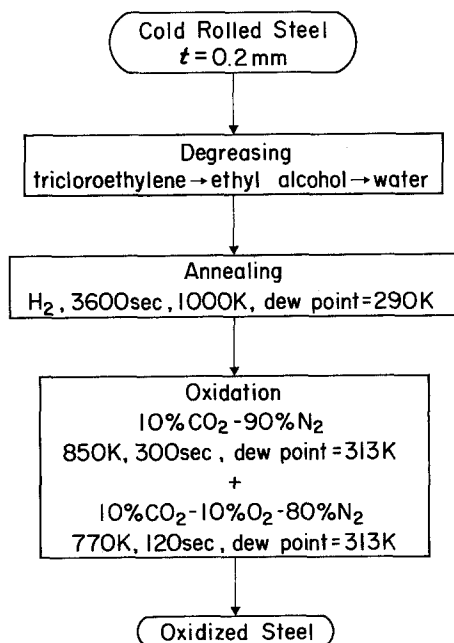 Cold Rolled Steel
t = 0.2 mm
Degreasing
tricloroethylene→ethyl alcohol→water
Annealing
H₂, 3600sec, 1000K, dew point=290K
Oxidation
10%CO₂-90%N₂
850K, 300sec, dew point=313K
+
10%CO₂-10%O₂-80%N₂
770K, 120sec, dew point=313K
Oxidized Steel